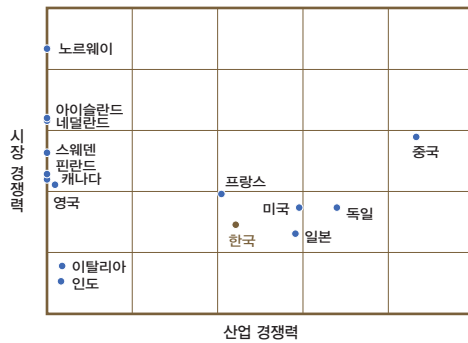 노르웨이
아이슬란드
네덜란드
스웨덴
핀란드
캐나다
영국
중국
프랑스
미국
독일
한국
일본
이탈리아
인도
시장 경쟁력
산업 경쟁력